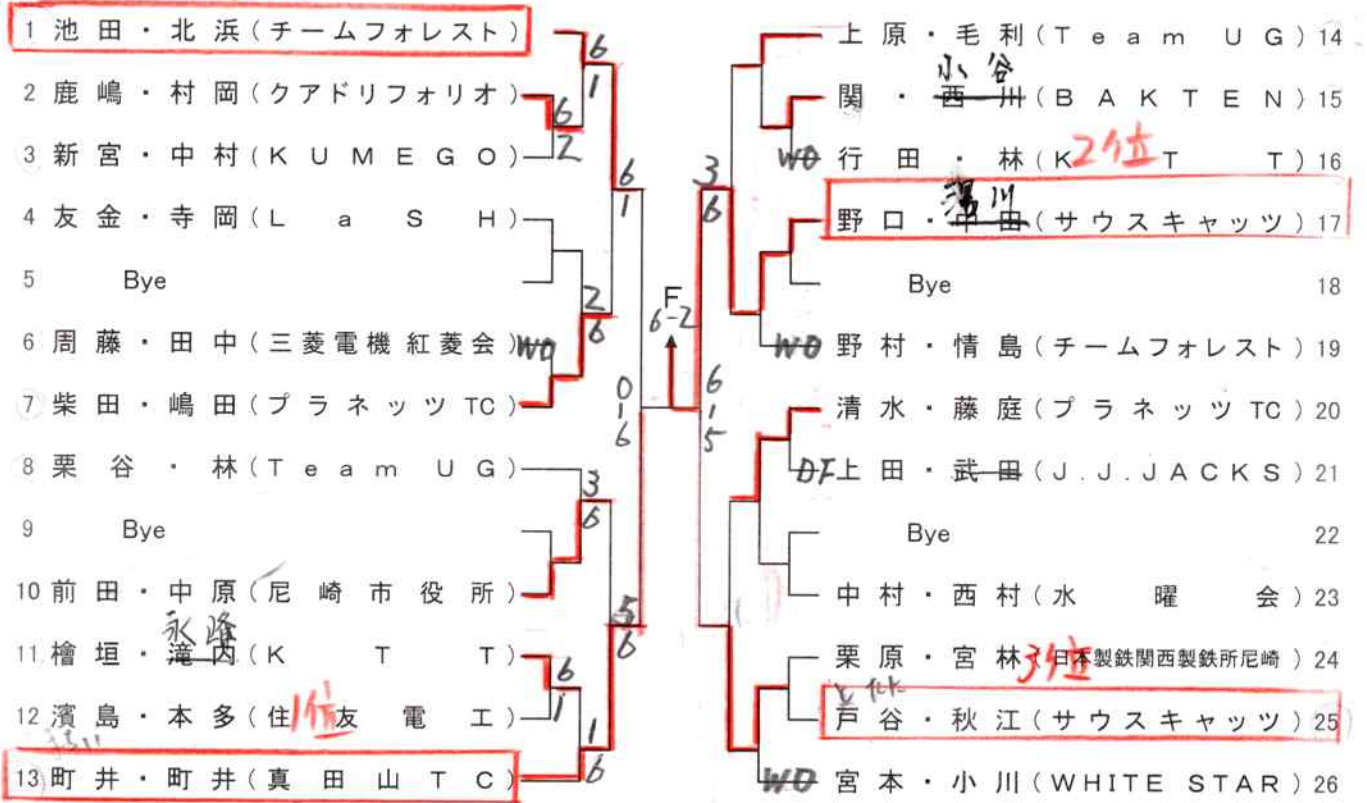 1 池田・北浜(チームフォレスト)
2 鹿嶋・村岡(クアドリフォリオ)
3 新宮・中村(KUMEGO)
4 友金・寺岡(LaSH)
5 Bye
6 周藤・田中(三菱電機紅菱会) WO
7 柴田・嶋田(プラネッツTC)
8 栗谷・林(Team UG)
9 Bye
10 前田・中原(尼崎市役所)
永
11 檜垣・滝内(KTT)
12 濱島・本多(住友電工)
1位
13 町井・町井(真田山TC)
6
1
6
2
6
1
2
6
0-6
3
6
5
6
6
1
1
6
F
6-2
3
6
6-5
上原・毛利(Team UG) 14
小谷
関・西川(BAKTEN) 15
WO 行田・林(KTT) 16
2位
湯川
野口・中田(サウスキャッツ) 17
Bye 18
WO 野村・情島(チームフォレスト) 19
清水・藤庭(プラネッツTC) 20
DF 上田・武田(J.J.JACKS) 21
Bye 22
中村・西村(水曜会) 23
栗原・宮林 日本製鉄関西製鉄所尼崎) 24
3位
戸谷・秋江(サウスキャッツ) 25
WO 宮本・小川(WHITE STAR) 26